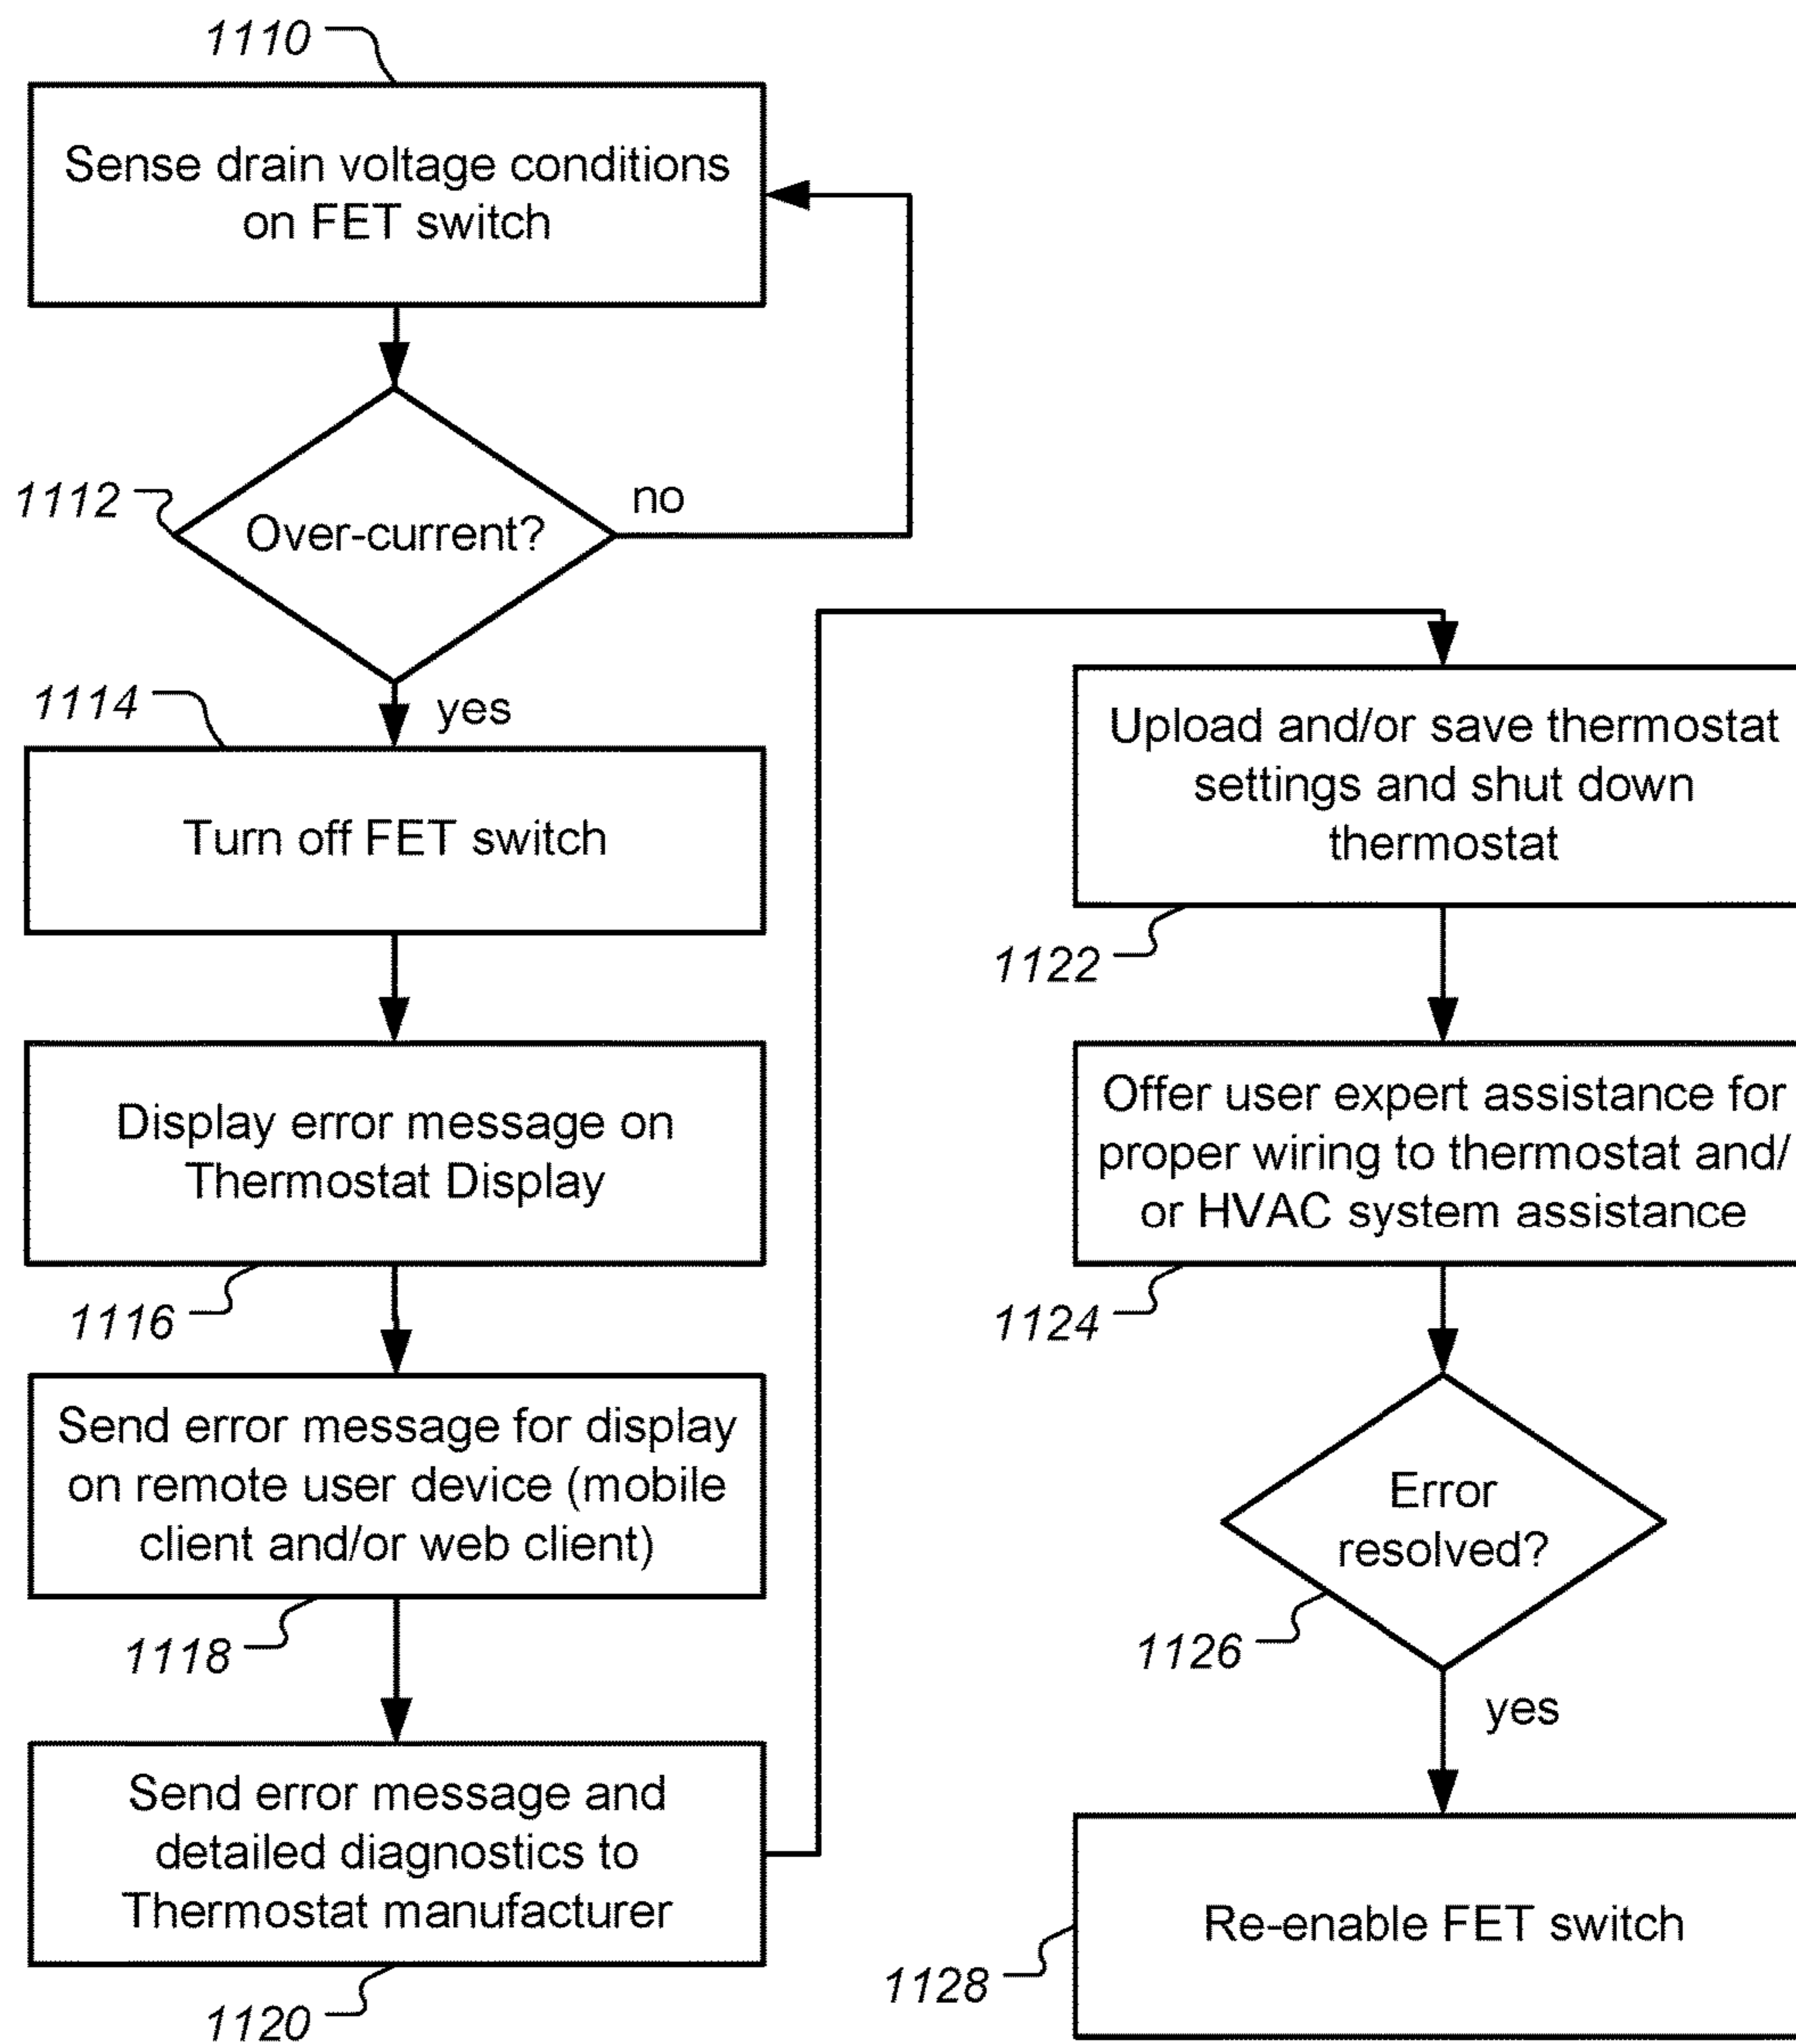 1110
Sense drain voltage conditions
on FET switch
1112
Over-current?
no
yes
1114
Turn off FET switch
Display error message on
Thermostat Display
1116
Send error message for display
on remote user device (mobile
client and/or web client)
1118
Send error message and
detailed diagnostics to
Thermostat manufacturer
1120
Upload and/or save thermostat
settings and shut down
thermostat
1122
Offer user expert assistance for
proper wiring to thermostat and/
or HVAC system assistance
1124
Error
resolved?
1126
yes
Re-enable FET switch
1128